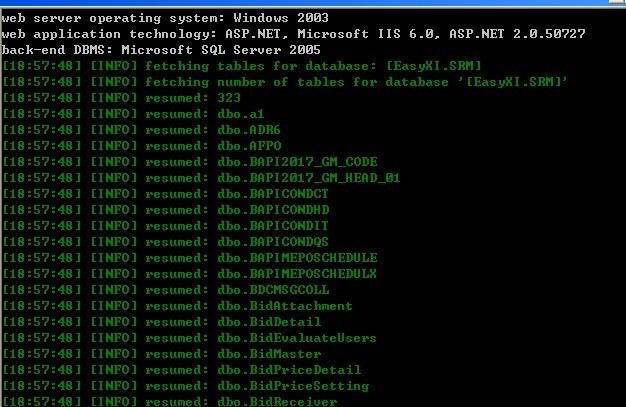 web server operating system: Windows 2003
web application technology: ASP.NET, Microsoft IIS 6.0, ASP.NET 2.0.50727
back-end DBMS: Microsoft SQL Server 2005
[18:57:48] [INFO] fetching tables for database: [EasyXI.SRM]
[18:57:48] [INFO] fetching number of tables for database '[EasyXI.SRM]'
[18:57:48] [INFO] resumed: 323
[18:57:48] [INFO] resumed: dbo.a1
[18:57:48] [INFO] resumed: dbo.ADR6
[18:57:48] [INFO] resumed: dbo.AFPO
[18:57:48] [INFO] resumed: dbo.BAPI2017_GM_CODE
[18:57:48] [INFO] resumed: dbo.BAPI2017_GM_HEAD_01
[18:57:48] [INFO] resumed: dbo.BAPICONDCT
[18:57:48] [INFO] resumed: dbo.BAPICONDHD
[18:57:48] [INFO] resumed: dbo.BAPICONDIT
[18:57:48] [INFO] resumed: dbo.BAPICONDQS
[18:57:48] [INFO] resumed: dbo.BAPIMEPOSCHEDULE
[18:57:48] [INFO] resumed: dbo.BAPIMEPOSCHEDULX
[18:57:48] [INFO] resumed: dbo.BDCMSGCOLL
[18:57:48] [INFO] resumed: dbo.BidAttachment
[18:57:48] [INFO] resumed: dbo.BidDetail
[18:57:48] [INFO] resumed: dbo.BidEvaluateUsers
[18:57:48] [INFO] resumed: dbo.BidMaster
[18:57:48] [INFO] resumed: dbo.BidPriceDetail
[18:57:48] [INFO] resumed: dbo.BidPriceSetting
[18:57:48] [INFO] resumed: dbo.BidReceiver